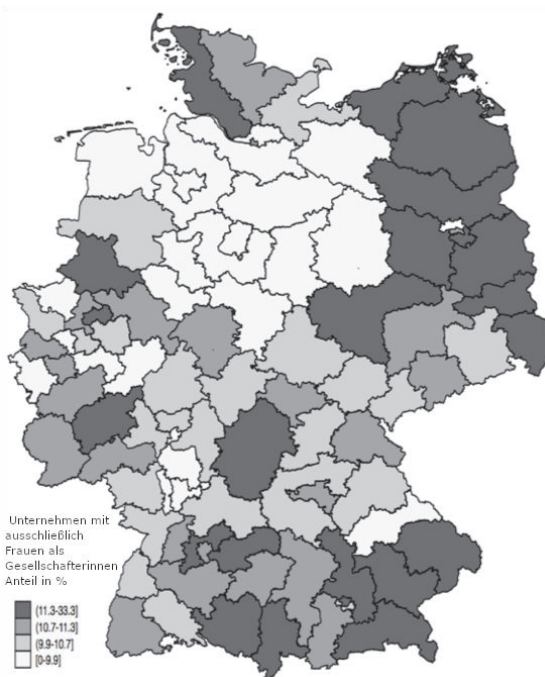 Unternehmen mit
ausschließlich
Frauen als
Gesellschafterinnen
Anteil in %
(11.3-33.3]
(10.7-11.3]
(9.9-10.7]
[0-9.9]